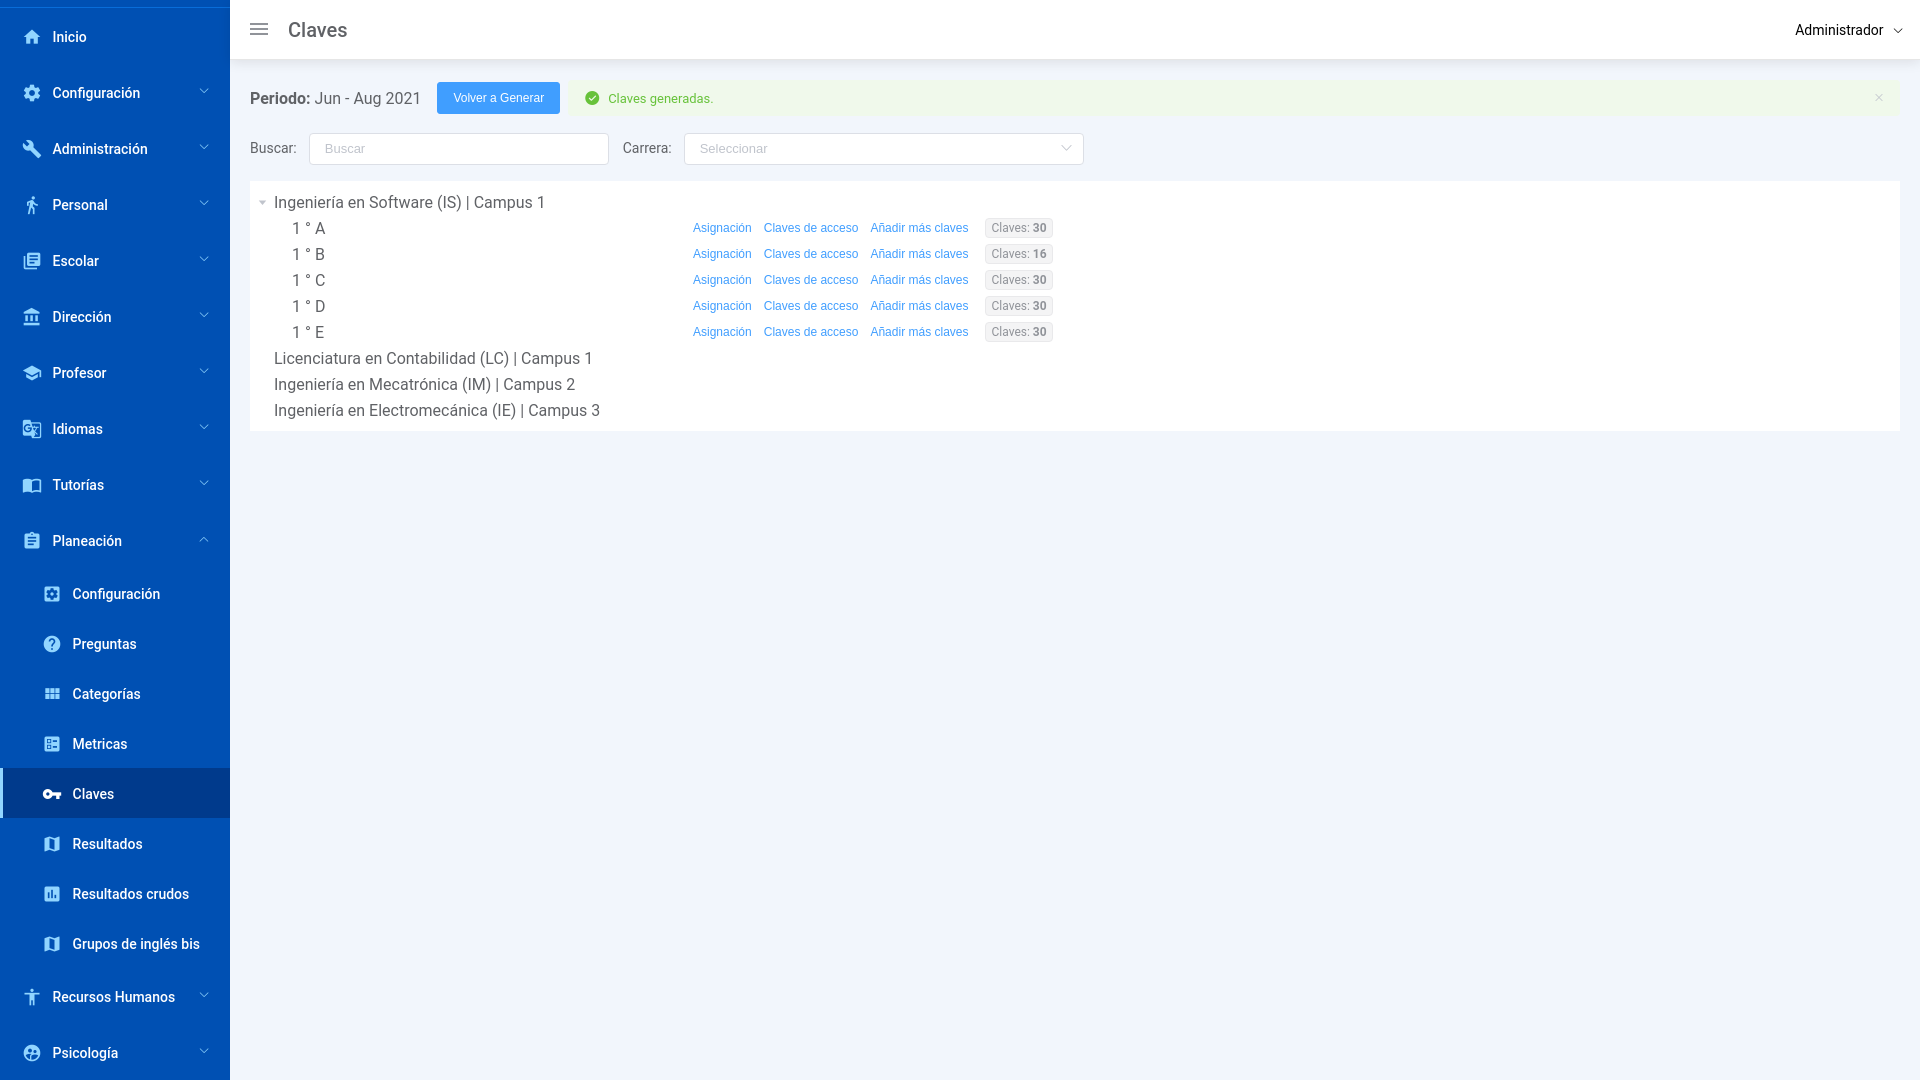 Inicio
Configuración
Administración
Personal
Escolar
Dirección
Profesor
Idiomas
Tutorías
Planeación
Configuración
Preguntas
Categorías
Metricas
Claves
Resultados
Resultados crudos
Grupos de inglés bis
Recursos Humanos
Psicología
Claves
Administrador
Periodo: Jun - Aug 2021 Volver a Generar Claves generadas.
Buscar: Buscar Carrera: Seleccionar
Ingeniería en Software (IS) | Campus 1
1 ° A Asignación Claves de acceso Añadir más claves Claves: 30
1 ° B Asignación Claves de acceso Añadir más claves Claves: 16
1 ° C Asignación Claves de acceso Añadir más claves Claves: 30
1 ° D Asignación Claves de acceso Añadir más claves Claves: 30
1 ° E Asignación Claves de acceso Añadir más claves Claves: 30
Licenciatura en Contabilidad (LC) | Campus 1
Ingeniería en Mecatrónica (IM) | Campus 2
Ingeniería en Electromecánica (IE) | Campus 3